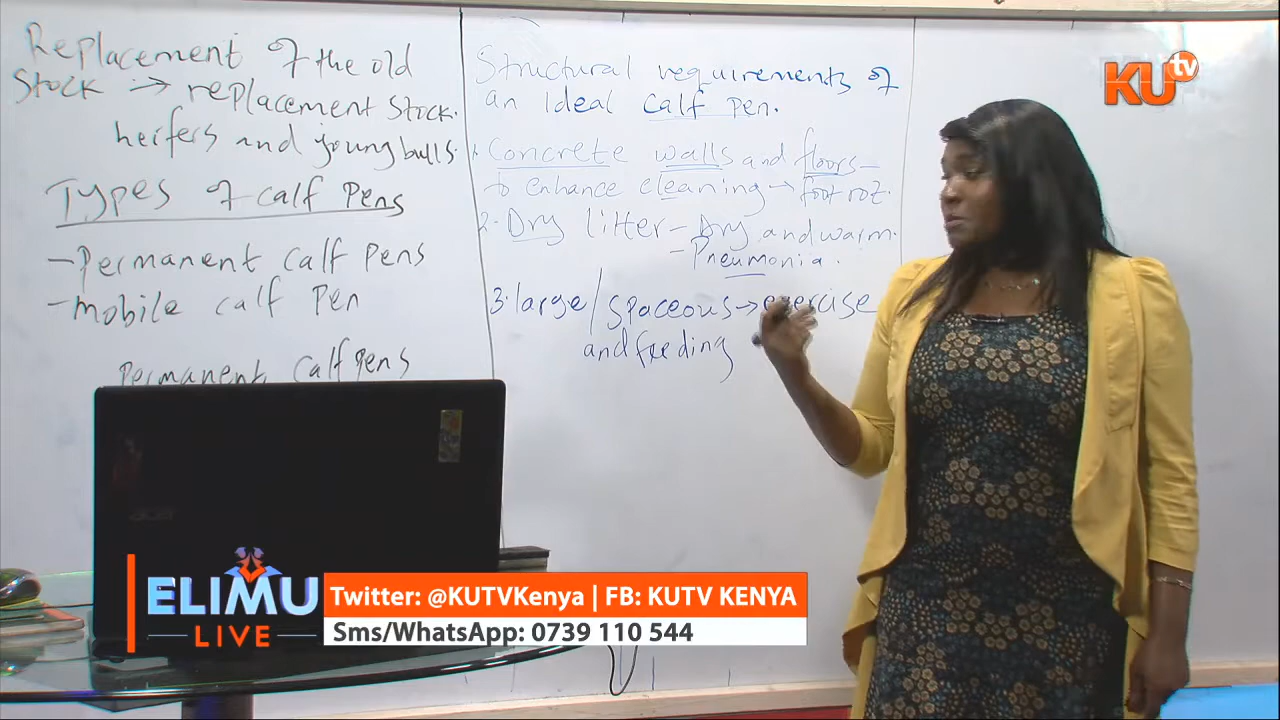 Replacement of the old
Stock → replacement stock.
heifers and young bulls.
Types of calf Pens
- Permanent calf pens
- mobile calf pen
Permanent calf pens
Structural requirements of
an ideal calf pen.
1. Concrete walls and floors -
to enhance cleaning → foot rot.
2. Dry litter - Dry and warm.
- Pneumonia.
3. large/spaceous → exercise
and feeding
KU tv
ELIMU
LIVE
Twitter: @KUTVKenya | FB: KUTV KENYA
Sms/WhatsApp: 0739 110 544